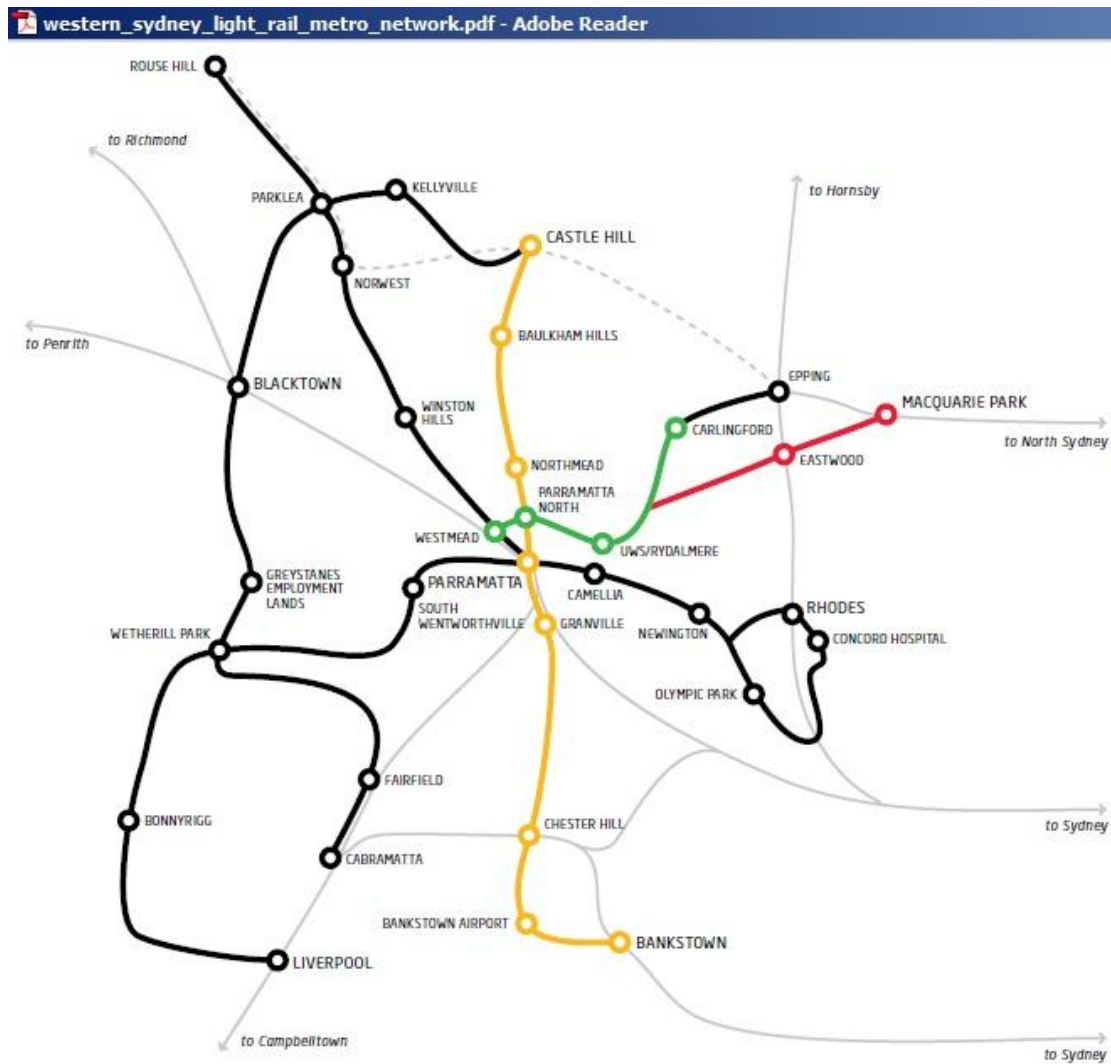 western_sydney_light_rail_metro_network.pdf - Adobe Reader
ROUSE HILL
to Richmond
KELLYVILLE
PARKLEA
to Hornsby
CASTLE HILL
NORWEST
BAULKHAM HILLS
to Penrith
BLACKTOWN
EPPING
MACQUARIE PARK
WINSTON
HILLS
CARLINGFORD
to North Sydney
EASTWOOD
NORTHMEAD
PARRAMATTA
NORTH
WESTMEAD
UWS/RYDALMERE
GREYSTANES
EMPLOYMENT
LANDS
PARRAMATTA
CAMELLIA
SOUTH
WENTWORTHVILLE
GRANVILLE
NEWINGTON
RHODES
CONCORD HOSPITAL
WETHERILL PARK
OLYMPIC PARK
FAIRFIELD
BONNYRIGG
CHESTER HILL
to Sydney
CABRAMATTA
BANKSTOWN AIRPORT
BANKSTOWN
LIVERPOOL
to Campbelltown
to Sydney